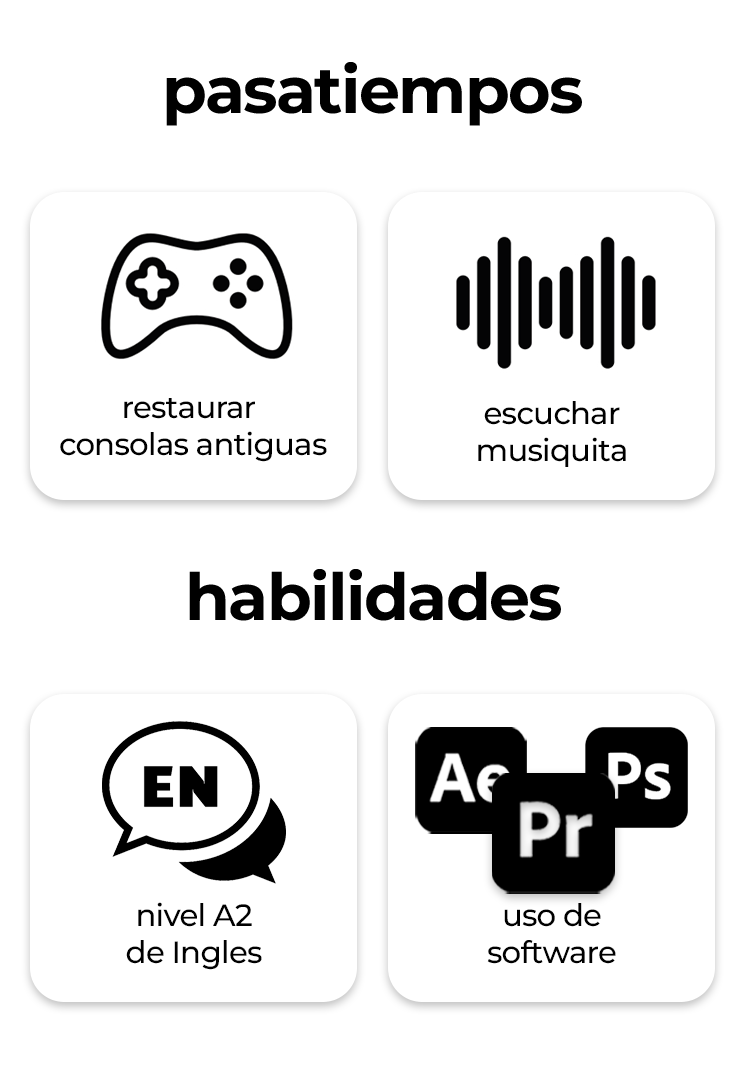 pasatiempos
restaurar
consolas antiguas
escuchar
musiquita
habilidades
EN
nivel A2
de Ingles
Ae
Ps
Pr
uso de
software